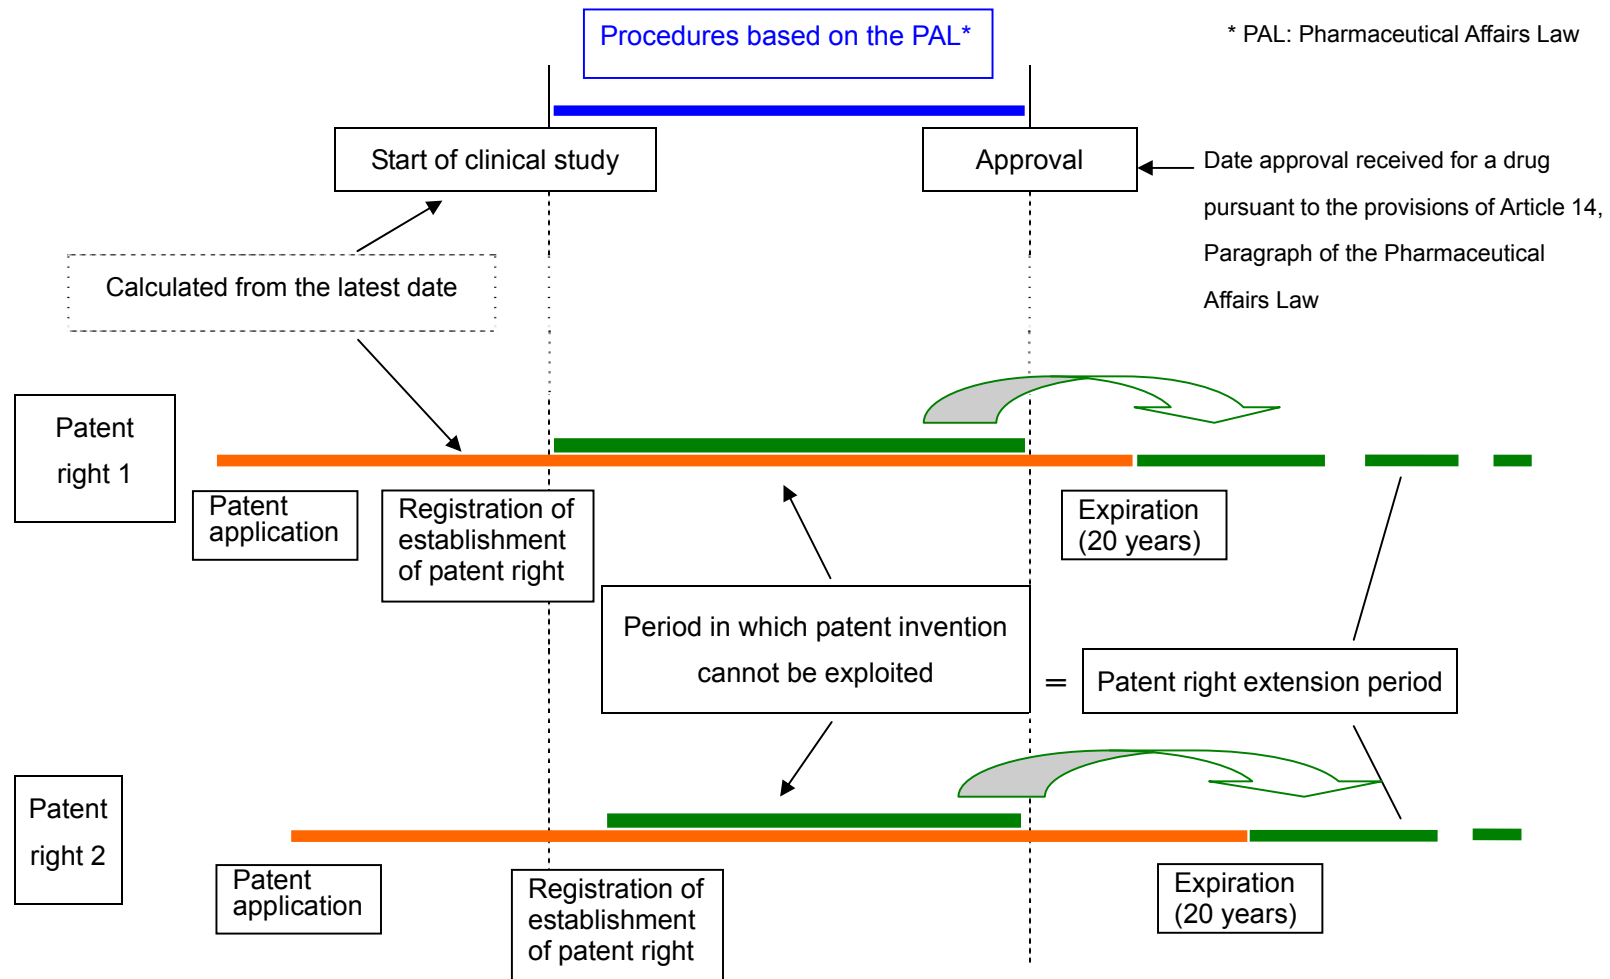 Procedures based on the PAL*
* PAL: Pharmaceutical Affairs Law
Start of clinical study
Approval
Date approval received for a drug
pursuant to the provisions of Article 14,
Paragraph of the Pharmaceutical
Affairs Law
Calculated from the latest date
Patent
right 1
Patent
application
Registration of
establishment
of patent right
Expiration
(20 years)
Period in which patent invention
cannot be exploited
=
Patent right extension period
Patent
right 2
Patent
application
Registration of
establishment
of patent right
Expiration
(20 years)